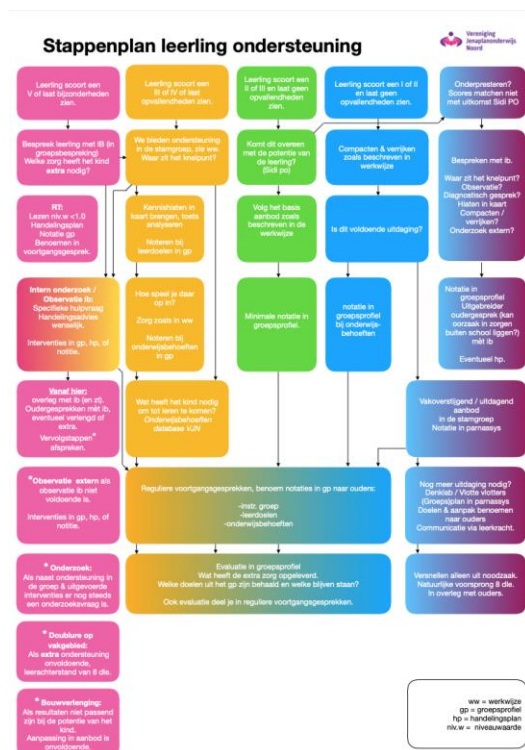 Stappenplan leerling ondersteuning
Vereniging
Jenaplanonderwijs
Noord
Leerling scoort een
V of laat bijzonderheden
zien.
Leerling scoort een
III of IV of laat
opvallendheden
zien.
Leerling scoort een
II of III en laat geen
opvallendheden
zien.
Leerling scoort een I of II
en laat geen
opvallendheden zien.
Onderpresteren?
Scores matchen niet
met uitkomst Sidi PO
Bespreek leerling met IB (in
groepsbespreking)
Welke zorg heeft het kind
extra nodig?
We bieden ondersteuning
in de stamgroep, zie ww.
Waar zit het knelpunt?
Komt dit overeen
met de potentie van
de leerling?
(Sidi po)
Compacten & verrijken
zoals beschreven in
werkwijze
Bespreken met ib.
Waar zit het knelpunt?
Observatie?
Diagnostisch gesprek?
Hiaten in kaart
Compacten /
verrijken?
Onderzoek extern?
RT:
Lezen niv.w <1.0
Handelingsplan
Notatie gp
Benoemen in
voortgangsgesprek.
Kennishiaten in
kaart brengen, toets
analyseren
Noteren bij
leerdoelen in gp
Volg het basis
aanbod zoals
beschreven in de
werkwijze
Is dit voldoende uitdaging?
Intern onderzoek /
Observatie ib:
Specifieke hulpvraag
Handelingsadvies
wenselijk.
Interventies in gp, hp, of
notitie.
Hoe speel je daar
op in?
Zorg zoals in ww
Noteren bij
onderwijsbehoeften
in gp
Minimale notatie in
groepsprofiel.
notatie in
groepsprofiel
bij onderwijs-
behoeften
Notatie in
groepsprofiel
Uitgebreider
oudergesprek (kan
oorzaak in zorgen
buiten school liggen?)
mèt ib
Eventueel hp.
Vanaf hier:
overleg met ib (en zl).
Oudergesprekken mèt ib,
eventueel verlengd of
extra.
Vervolgstappen*
afspreken.
Wat heeft het kind nodig
om tot leren te komen?
Onderwijsbehoeften
database VJN
Vakoverstijgend / uitdagend
aanbod
in de stamgroep
Notatie in parnassys
*Observatie extern als
observatie ib niet
voldoende is.
Interventies in gp, hp, of
notitie.
Reguliere voortgangsgesprekken, benoem notaties in gp naar ouders:
-instr. groep
-leerdoelen
-onderwijsbehoeften
Nog meer uitdaging nodig?
Denklab / Vlotte vlotters
(Groeps)plan in parnassys
Doelen & aanpak benoemen
naar ouders
Communicatie via leerkracht.
* Onderzoek:
Als naast ondersteuning in
de groep & uitgevoerde
interventies er nog steeds
een onderzoeksvraag is.
Evaluatie in groepsprofiel
Wat heeft de extra zorg opgeleverd.
Welke doelen uit het gp zijn behaald en welke blijven staan?
Ook evaluatie deel je in reguliere voortgangsgesprekken.
Versnellen alleen uit noodzaak.
Natuurlijke voorsprong 8 dle.
In overleg met ouders.
* Doublure op
vakgebied:
Als extra ondersteuning
onvoldoende,
leerachterstand van 8 dle.
* Bouwverlenging:
Als resultaten niet passend
zijn bij de potentie van het
kind.
Aanpassing in aanbod is
onvoldoende.
ww = werkwijze
gp = groepsprofiel
hp = handelingsplan
niv.w = niveauwaarde